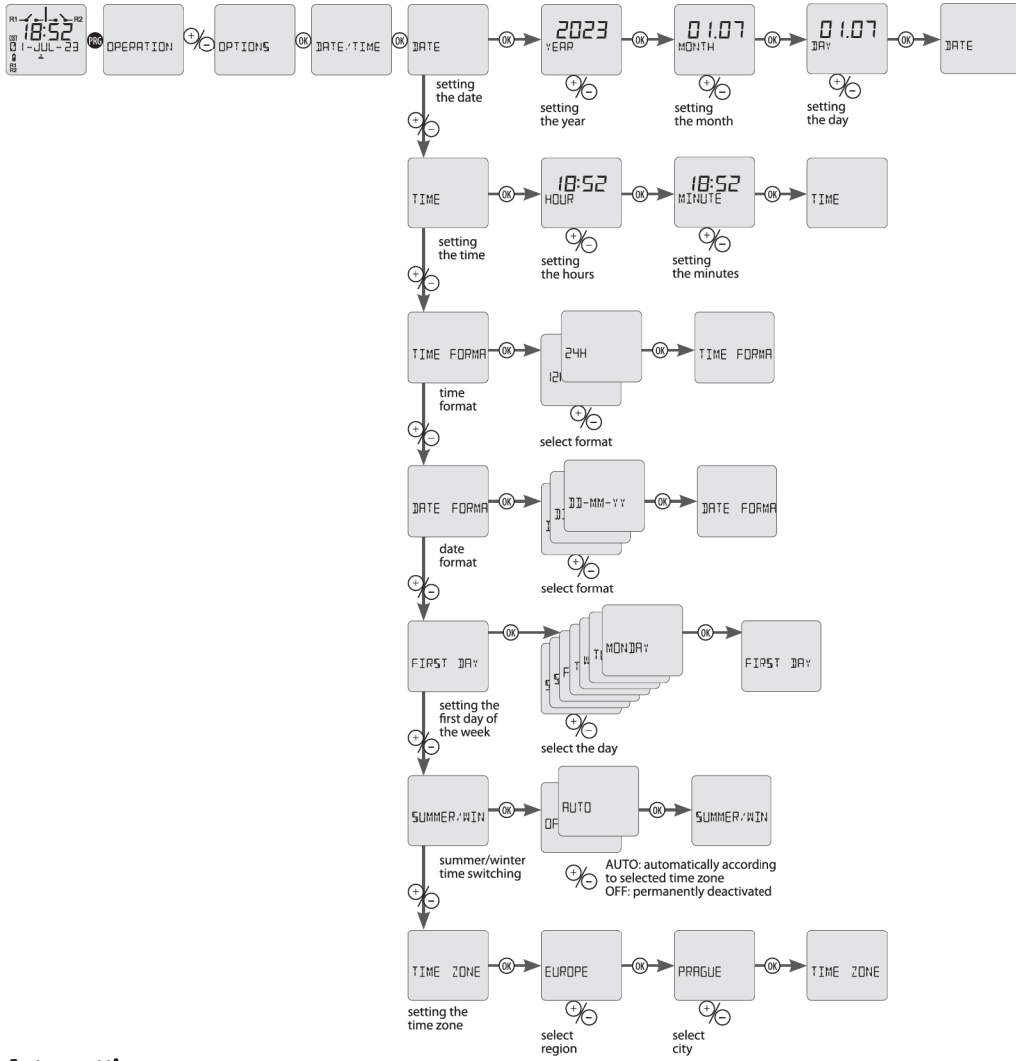 R1 R2
18:52
1-JUL-23
R1
R2
PRG
OPERATION
+/-
OPTIONS
OK
DATE/TIME
OK
DATE
OK
2023
YEAR
OK
01.07
MONTH
OK
01.07
DAY
OK
DATE
setting
the date
+/-
setting
the year
+/-
setting
the month
+/-
setting
the day
+/-
TIME
OK
18:52
HOUR
OK
18:52
MINUTE
OK
TIME
setting
the time
+/-
setting
the hours
+/-
setting
the minutes
+/-
TIME FORMA
OK
24H
OK
TIME FORMA
time
format
+/-
select format
+/-
DATE FORMA
OK
DD-MM-YY
OK
DATE FORMA
date
format
+/-
select format
+/-
FIRST DAY
OK
MONDAY
OK
FIRST DAY
setting the
first day of
the week
+/-
select the day
+/-
SUMMER/WIN
OK
AUTO
OF
OK
SUMMER/WIN
summer/winter
time switching
+/-
AUTO: automatically according
to selected time zone
OFF: permanently deactivated
+/-
TIME ZONE
OK
EUROPE
OK
PRAGUE
OK
TIME ZONE
setting the
time zone
+/-
select
region
+/-
select
city